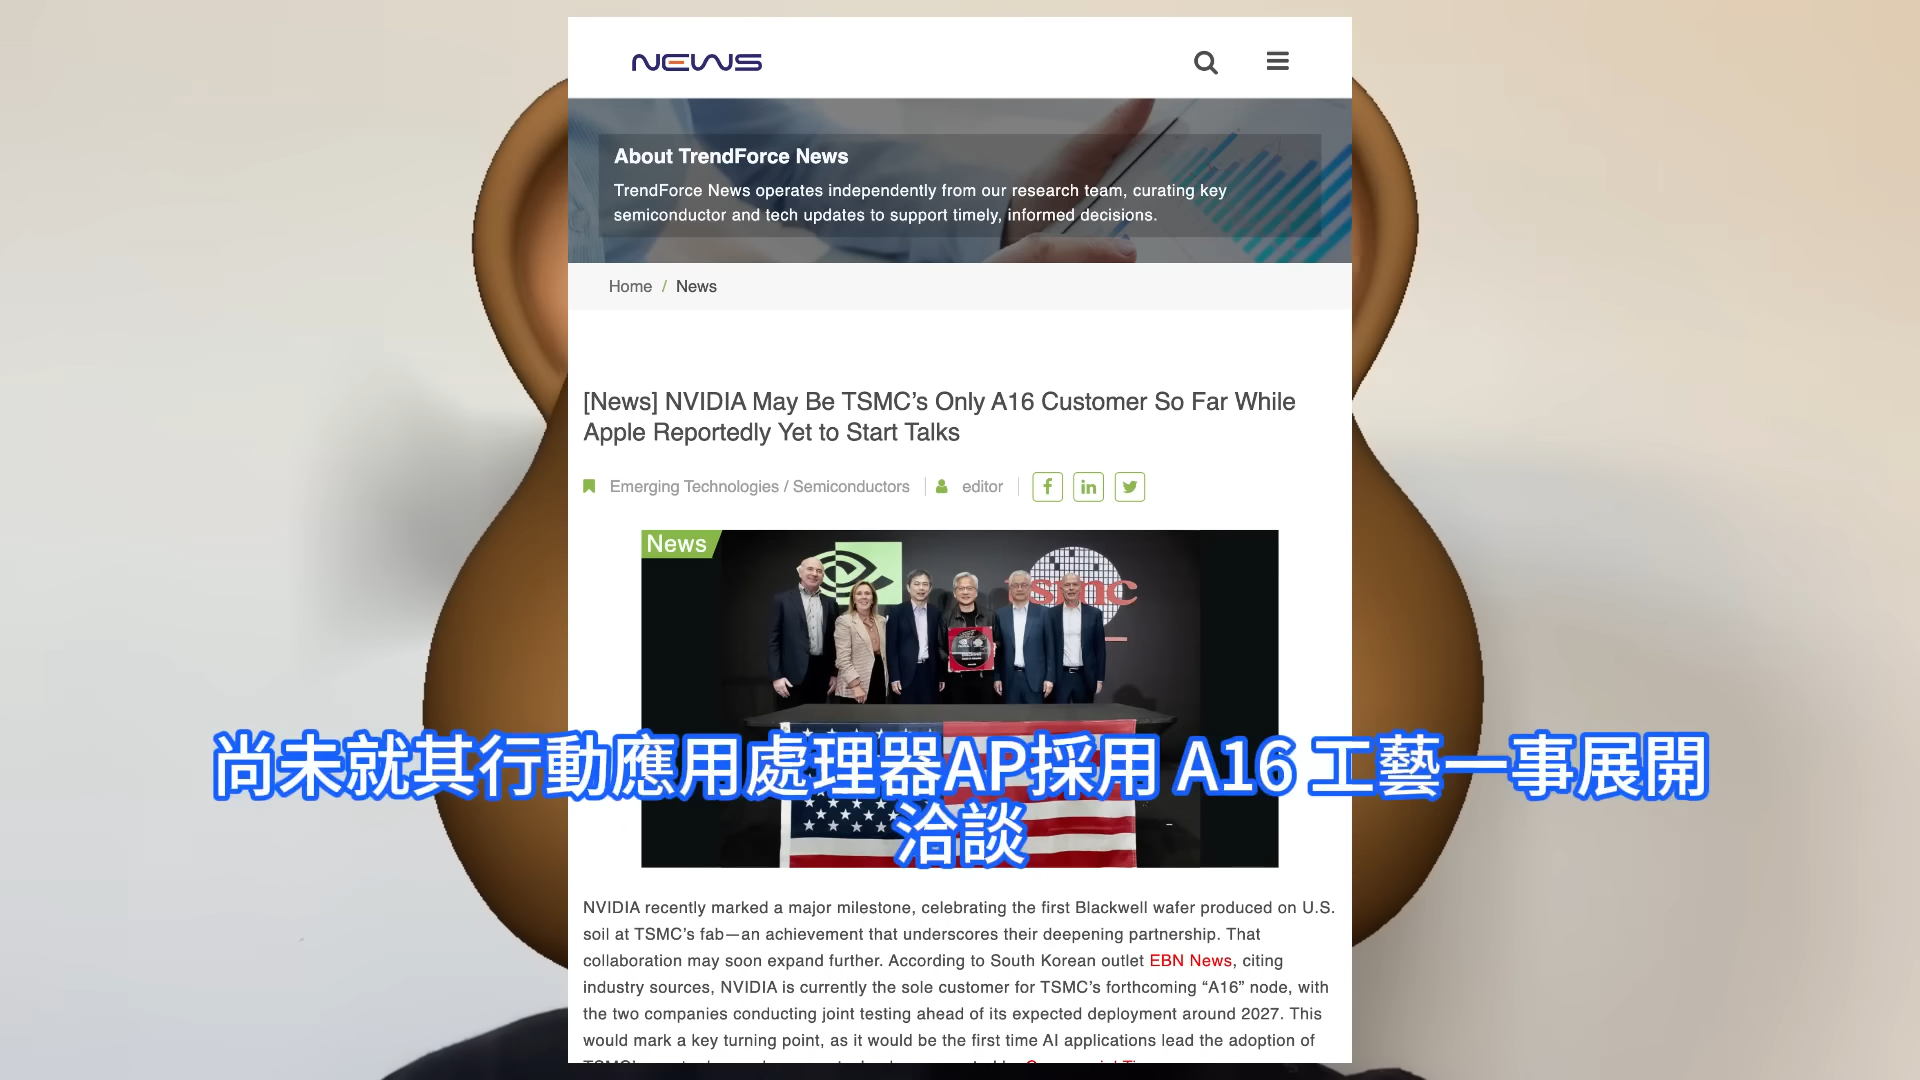 NEWS
About TrendForce News
TrendForce News operates independently from our research team, curating key
semiconductor and tech updates to support timely, informed decisions.
Home / News
[News] NVIDIA May Be TSMC’s Only A16 Customer So Far While
Apple Reportedly Yet to Start Talks
Emerging Technologies / Semiconductors editor
News
tsmc
尚未就其行動應用處理器AP採用 A16 工藝一事展開
洽談
NVIDIA recently marked a major milestone, celebrating the first Blackwell wafer produced on U.S.
soil at TSMC’s fab—an achievement that underscores their deepening partnership. That
collaboration may soon expand further. According to South Korean outlet EBN News, citing
industry sources, NVIDIA is currently the sole customer for TSMC’s forthcoming “A16” node, with
the two companies conducting joint testing ahead of its expected deployment around 2027. This
would mark a key turning point, as it would be the first time AI applications lead the adoption of